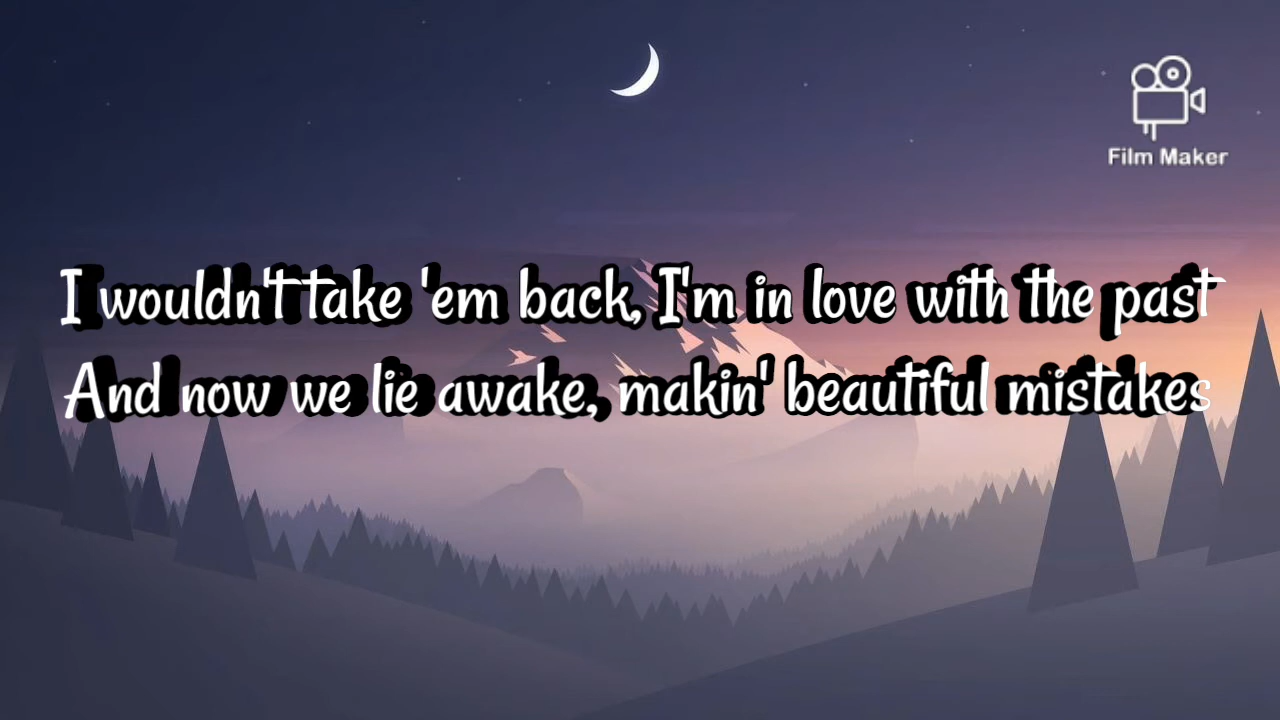 Film Maker
I wouldn't take 'em back, I'm in love with the past
And now we lie awake, makin' beautiful mistakes